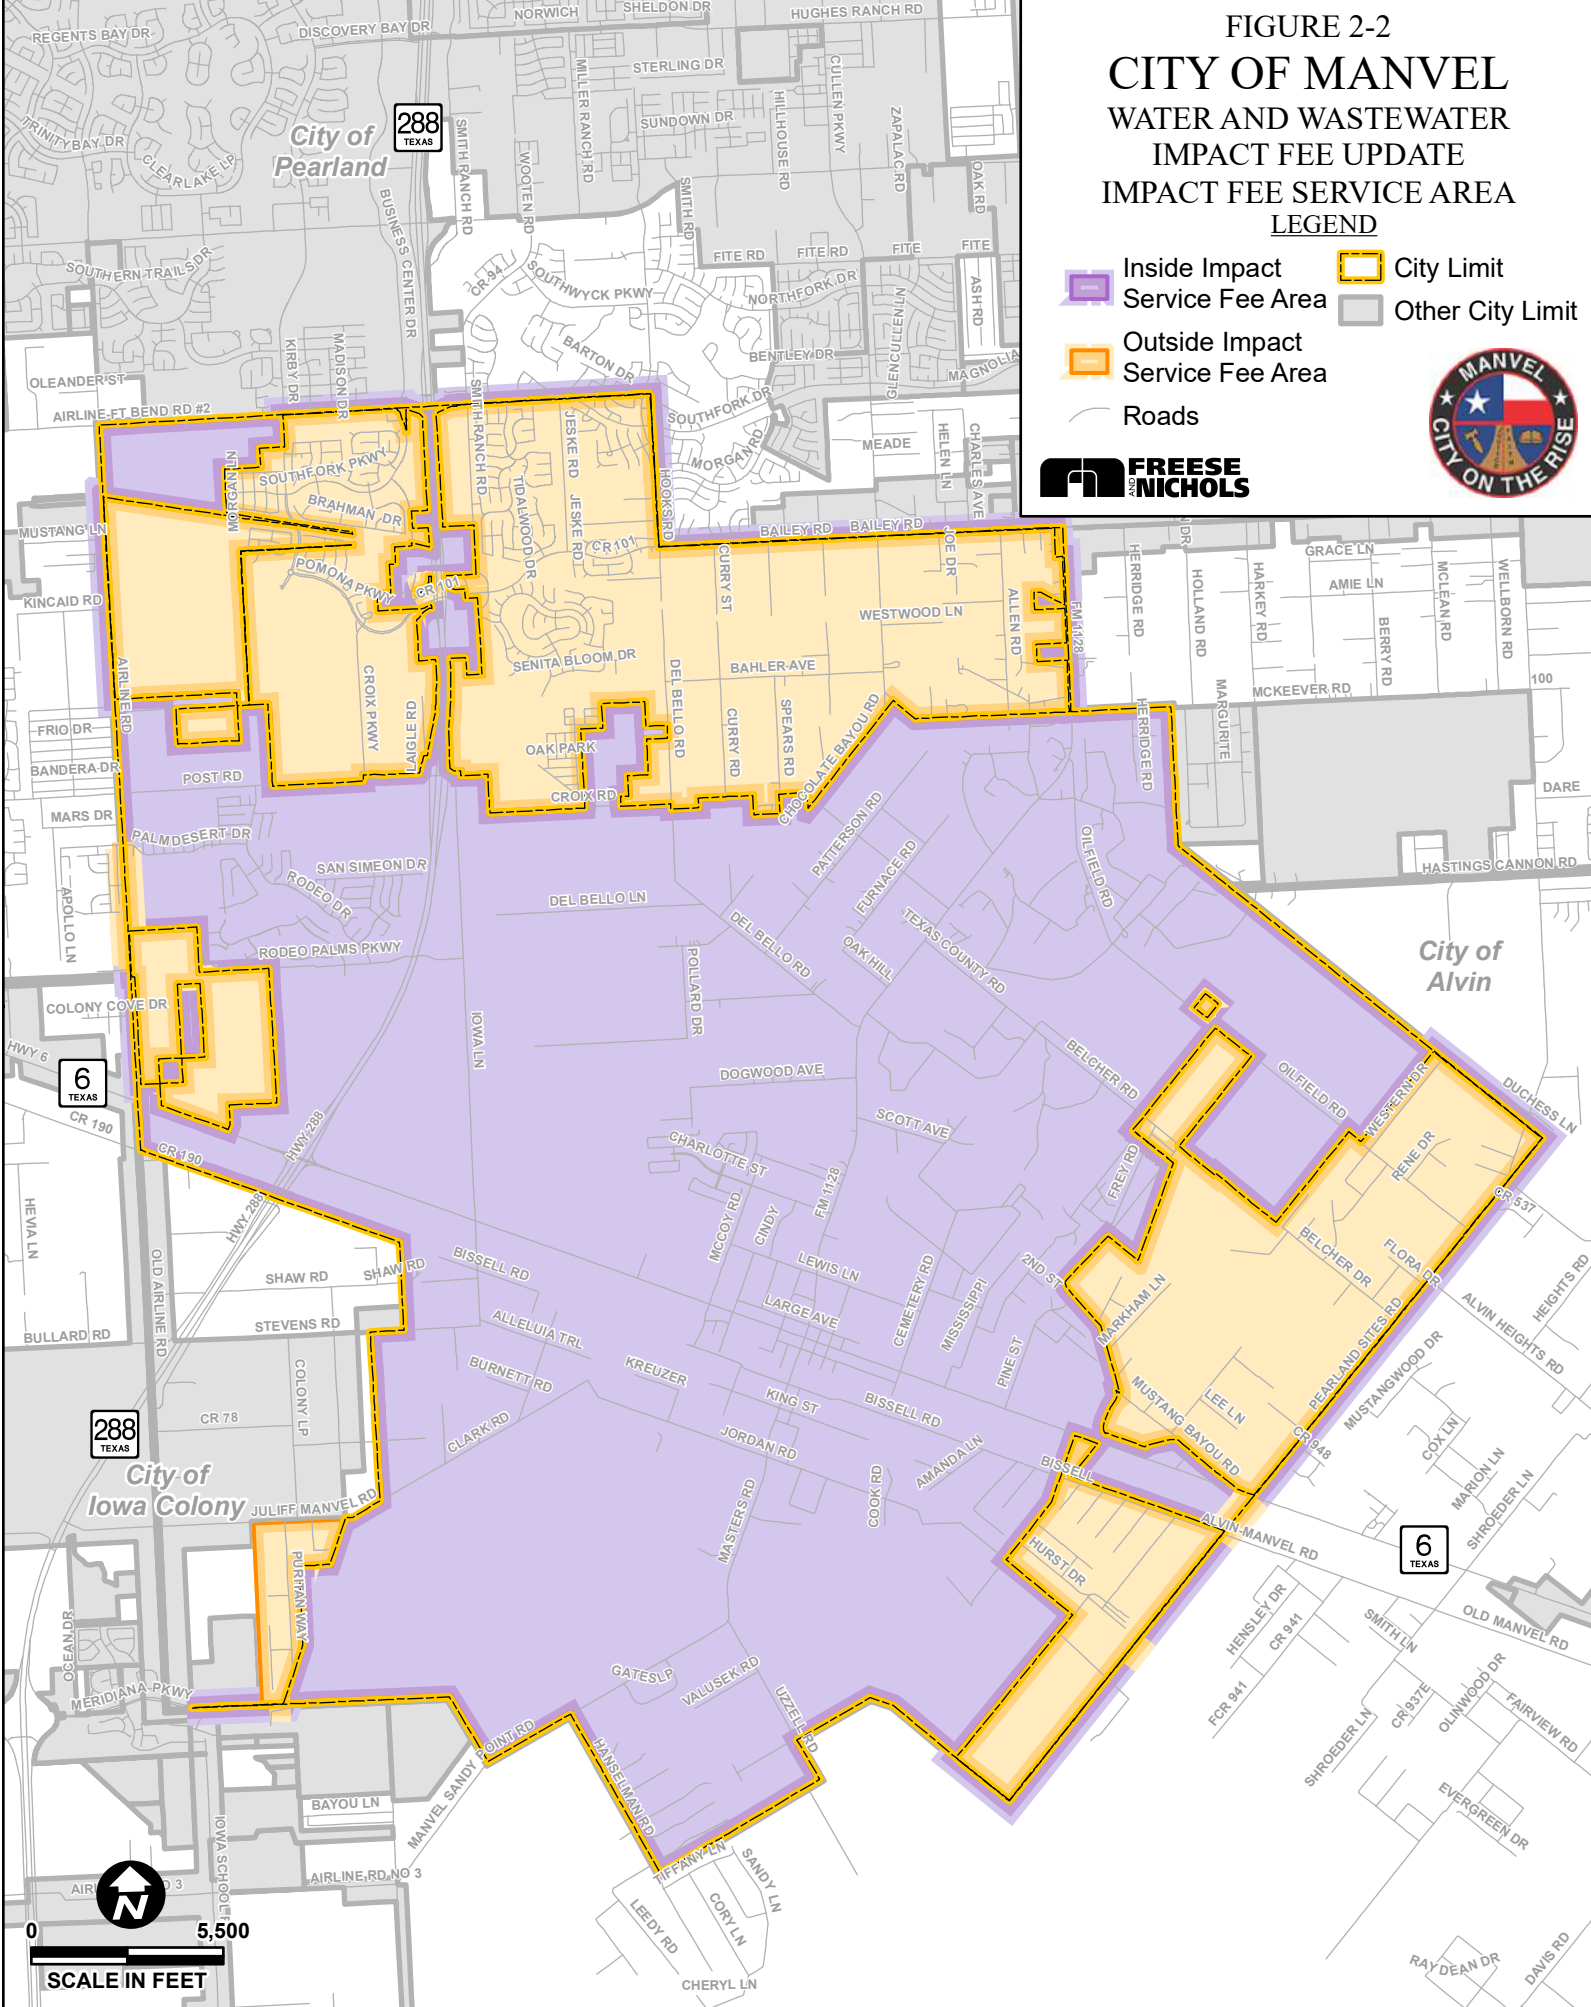 FIGURE 2-2
CITY OF MANVEL
WATER AND WASTEWATER
IMPACT FEE UPDATE
IMPACT FEE SERVICE AREA
LEGEND
Inside Impact
Service Fee Area
City Limit
Other City Limit
Outside Impact
Service Fee Area
Roads
FREESE
AND
NICHOLS
MANVEL
CITY ON THE RISE
REGENTS BAY DR
DISCOVERY BAY DR
NORWICH
SHELDON DR
HUGHES RANCH RD
STERLING DR
CULLEN PKWY
MILLER RANCH RD
HILLHOUSE RD
SUNDOWN DR
ZAPALAC RD
TRINITY BAY DR
CLEARLAKE LP
City of
Pearland
288
TEXAS
SMITH RANCH RD
WOOTEN RD
SMITH RD
OAK RD
BUSINESS CENTER DR
SOUTHERN TRAILS DR
FITE RD
FITE RD
FITE
FITE
CR 94
SOUTHWYCK PKWY
NORTHFORK DR
ASH RD
GLENCULLEN LN
OLEANDER ST
KIRBY DR
MADISON DR
BARTON DR
BENTLEY DR
MAGNOLIA
AIRLINE-FT BEND RD #2
SMITH RANCH RD
JESKE RD
SOUTHFORK DR
MEADE
HELEN LN
CHARLES AVE
MORGAN RD
MORGAN LN
SOUTHFORK PKWY
BRAHMAN DR
TIDALWOOD DR
JESKE RD
HOOKS RD
CR 101
BAILEY RD
BAILEY RD
MUSTANG LN
POMONA PKWY
CR 101
CURRY ST
JOE DR
KINCAID RD
WESTWOOD LN
ALLEN RD
FM 1128
HERRIDGE RD
N DR
HOLLAND RD
HARKEY RD
GRACE LN
AMIE LN
BERRY RD
MCLEAN RD
WELLBORN RD
AIRLINE RD
CROIX PKWY
LAIGLE RD
SENITA BLOOM DR
DEL BELLO RD
BAHLER AVE
SPEARS RD
CURRY RD
MCKEEVER RD
100
MARGURITE
HERRIDGE RD
FRIO DR
BANDERA DR
POST RD
OAK PARK
CROIX RD
CHOCOLATE BAYOU RD
DARE
MARS DR
PALM DESERT DR
SAN SIMEON DR
RODEO DR
PATTERSON RD
FURNACE RD
OILFIELD RD
HASTINGS CANNON RD
APOLLO LN
RODEO PALMS PKWY
DEL BELLO LN
DEL BELLO RD
OAK HILL
TEXAS COUNTY RD
City of
Alvin
COLONY COVE DR
POLLARD DR
IOWA LN
HWY 6
6
TEXAS
CR 190
CR 190
HWY 288
HWY 288
DOGWOOD AVE
SCOTT AVE
BELCHER RD
OILFIELD RD
WESTERN DR
DUCHESS LN
RENE DR
CR 537
CHARLOTTE ST
FM 1128
FREY RD
MCCOY RD
CINDY
HEVIA LN
OLD AIRLINE RD
BISSELL RD
LEWIS LN
2ND ST
BELCHER DR
FLORA DR
HEIGHTS RD
ALVIN HEIGHTS RD
SHAW RD
SHAW RD
STEVENS RD
BULLARD RD
ALLELUIA TRL
LARGE AVE
CEMETERY RD
MISSISSIPPI
PINE ST
MARKHAM LN
PEARLAND SITES RD
MUSTANGWOOD DR
COLONY LP
BURNETT RD
KREUZER
KING ST
BISSELL RD
MUSTANG BAYOU RD
LEE LN
CR 948
COX LN
MARION LN
SHROEDER LN
288
TEXAS
CR 78
CLARK RD
JORDAN RD
AMANDA LN
BISSELL
City of
Iowa Colony
JULIFF MANVEL RD
MASTERS RD
COOK RD
ALVIN-MANVEL RD
6
TEXAS
HURST DR
PURITAN WAY
OCEAN DR
HENSLEY DR
CR 941
SMITH LN
OLD MANVEL RD
MERIDIANA PKWY
GATES LP
VALUSEK RD
UZZELL RD
FCR 941
CR 937E
OLINWOOD DR
FAIRVIEW RD
SHROEDER LN
MANVEL SANDY POINT RD
HANSELMAN RD
EVERGREEN DR
BAYOU LN
IOWA SCHOOL
AIRLINE RD NO 3
TIFFANY LN
SANDY LN
CORY LN
LEEDY RD
CHERYL LN
RAY DEAN DR
DAVIS RD
N
0
5,500
SCALE IN FEET